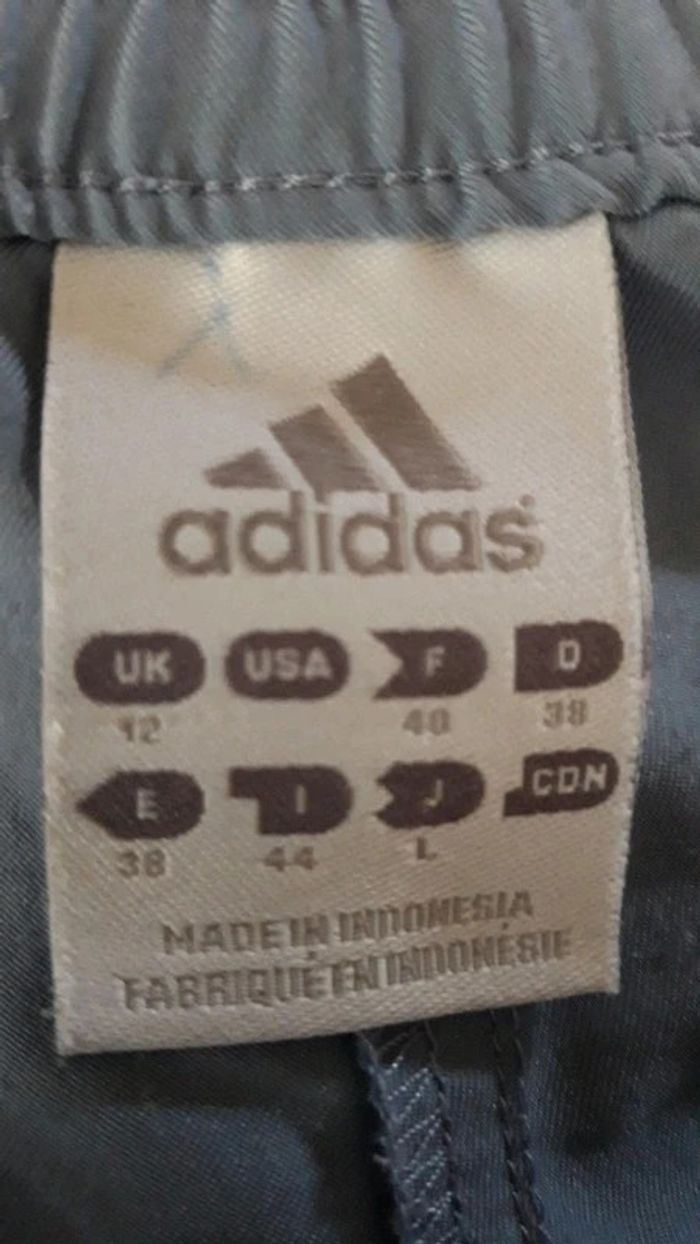 adidas
UK USA F D
12 40 38
E I J CDN
38 44 L
MADE IN INDONESIA
FABRIQUÉ EN INDONÉSIE